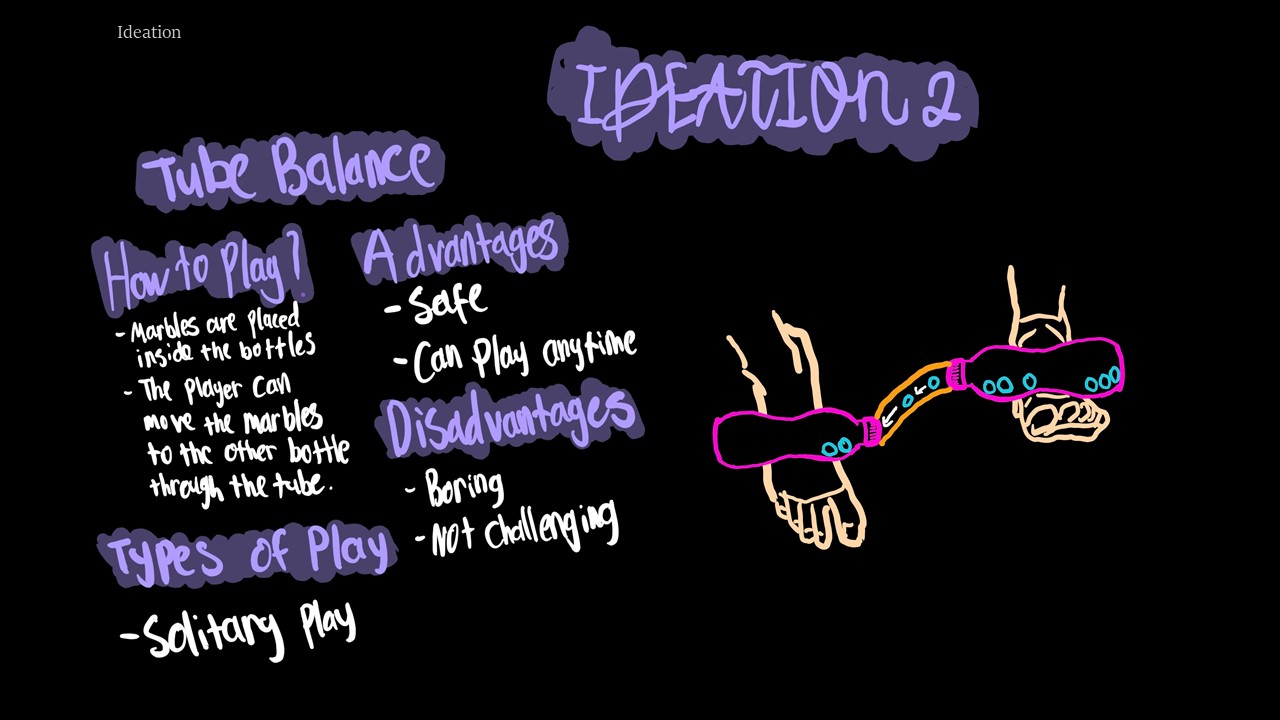 Ideation
IDEATION 2
Tube Balance
How to Play?
- Marbles are placed
inside the bottles
- The player can
move the marbles
to the other bottle
through the tube.
Types of Play
- Solitary Play
Advantages
- Safe
- Can Play anytime
Disadvantages
- Boring
- Not challenging